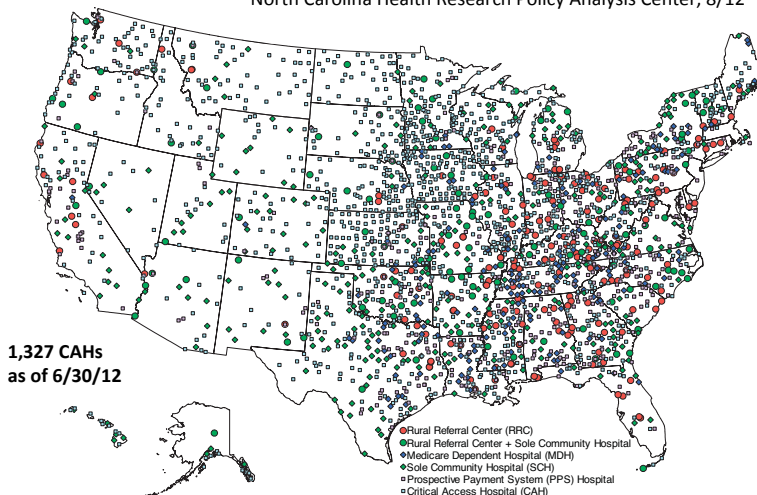 North Carolina Health Research Policy Analysis Center, 8/12
1,327 CAHs
as of 6/30/12
Rural Referral Center (RRC)
Rural Referral Center + Sole Community Hospital
Medicare Dependent Hospital (MDH)
Sole Community Hospital (SCH)
Prospective Payment System (PPS) Hospital
Critical Access Hospital (CAH)